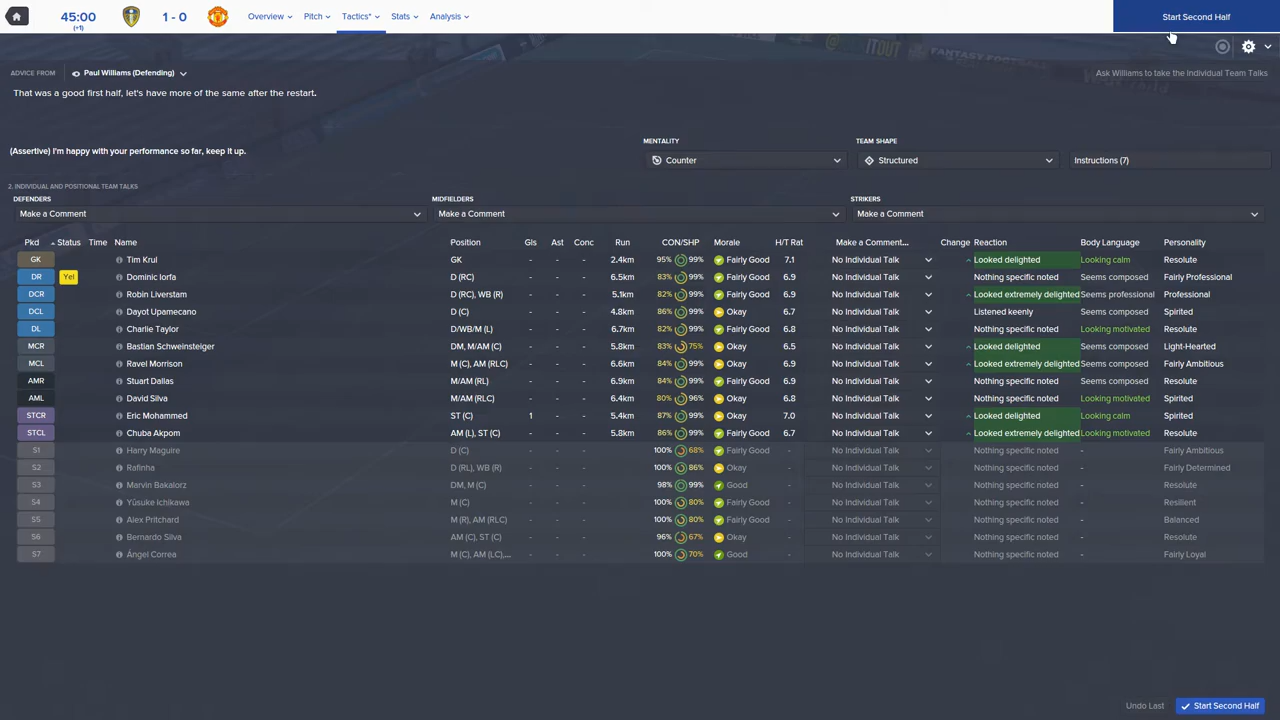 45:00
(+1)
1 - 0
Overview
Pitch
Tactics*
Stats
Analysis
Start Second Half
ADVICE FROM
Paul Williams (Defending)
Ask Williams to take the Individual Team Talks
That was a good first half, let's have more of the same after the restart.
MENTALITY
TEAM SHAPE
(Assertive) I'm happy with your performance so far, keep it up.
Counter
Structured
Instructions (7)
2. INDIVIDUAL AND POSITIONAL TEAM TALKS
DEFENDERS MIDFIELDERS STRIKERS
Make a Comment Make a Comment Make a Comment
Pkd Status Time Name Position Gls Ast Conc Run CON/SHP Morale H/T Rat Make a Comment... Change Reaction Body Language Personality
GK Tim Krul GK - - - 2.4km 95% 99% Fairly Good 7.1 No Individual Talk Looked delighted Looking calm Resolute
DR Yel Dominic Iorfa D (RC) - - - 6.5km 83% 99% Fairly Good 6.9 No Individual Talk Nothing specific noted Seems composed Fairly Professional
DCR Robin Liverstam D (RC), WB (R) - - - 5.1km 82% 99% Fairly Good 6.9 No Individual Talk Looked extremely delighted Seems professional Professional
DCL Dayot Upamecano D (C) - - - 4.8km 86% 99% Okay 6.7 No Individual Talk Listened keenly Seems composed Spirited
DL Charlie Taylor D/WB/M (L) - - - 6.7km 82% 99% Fairly Good 6.8 No Individual Talk Nothing specific noted Looking motivated Resolute
MCR Bastian Schweinsteiger DM, M/AM (C) - - - 5.8km 83% 75% Okay 6.5 No Individual Talk Looked delighted Seems composed Light-Hearted
MCL Ravel Morrison M (C), AM (RLC) - - - 6.6km 84% 99% Okay 6.9 No Individual Talk Looked extremely delighted Seems composed Fairly Ambitious
AMR Stuart Dallas M/AM (RL) - - - 6.9km 84% 99% Fairly Good 6.9 No Individual Talk Nothing specific noted Seems composed Resolute
AML David Silva M/AM (RLC) - - - 6.4km 80% 96% Okay 6.8 No Individual Talk Nothing specific noted Looking motivated Spirited
STCR Eric Mohammed ST (C) 1 - - 5.4km 87% 99% Okay 7.0 No Individual Talk Looked delighted Looking calm Spirited
STCL Chuba Akpom AM (L), ST (C) - - - 5.8km 86% 99% Fairly Good 6.7 No Individual Talk Looked extremely delighted Looking motivated Resolute
S1 Harry Maguire D (C) - - - - 100% 68% Fairly Good - No Individual Talk Nothing specific noted - Fairly Ambitious
S2 Rafinha D (RL), WB (R) - - - - 100% 86% Okay - No Individual Talk Nothing specific noted - Fairly Determined
S3 Marvin Bakalorz DM, M (C) - - - - 98% 99% Good - No Individual Talk Nothing specific noted - Resolute
S4 Yūsuke Ichikawa M (C) - - - - 100% 80% Fairly Good - No Individual Talk Nothing specific noted - Resilient
S5 Alex Pritchard M (R), AM (RLC) - - - - 100% 80% Fairly Good - No Individual Talk Nothing specific noted - Balanced
S6 Bernardo Silva AM (C), ST (C) - - - - 96% 67% Okay - No Individual Talk Nothing specific noted - Resolute
S7 Ángel Correa M (C), AM (LC),... - - - - 100% 70% Good - No Individual Talk Nothing specific noted - Fairly Loyal
Undo Last
Start Second Half